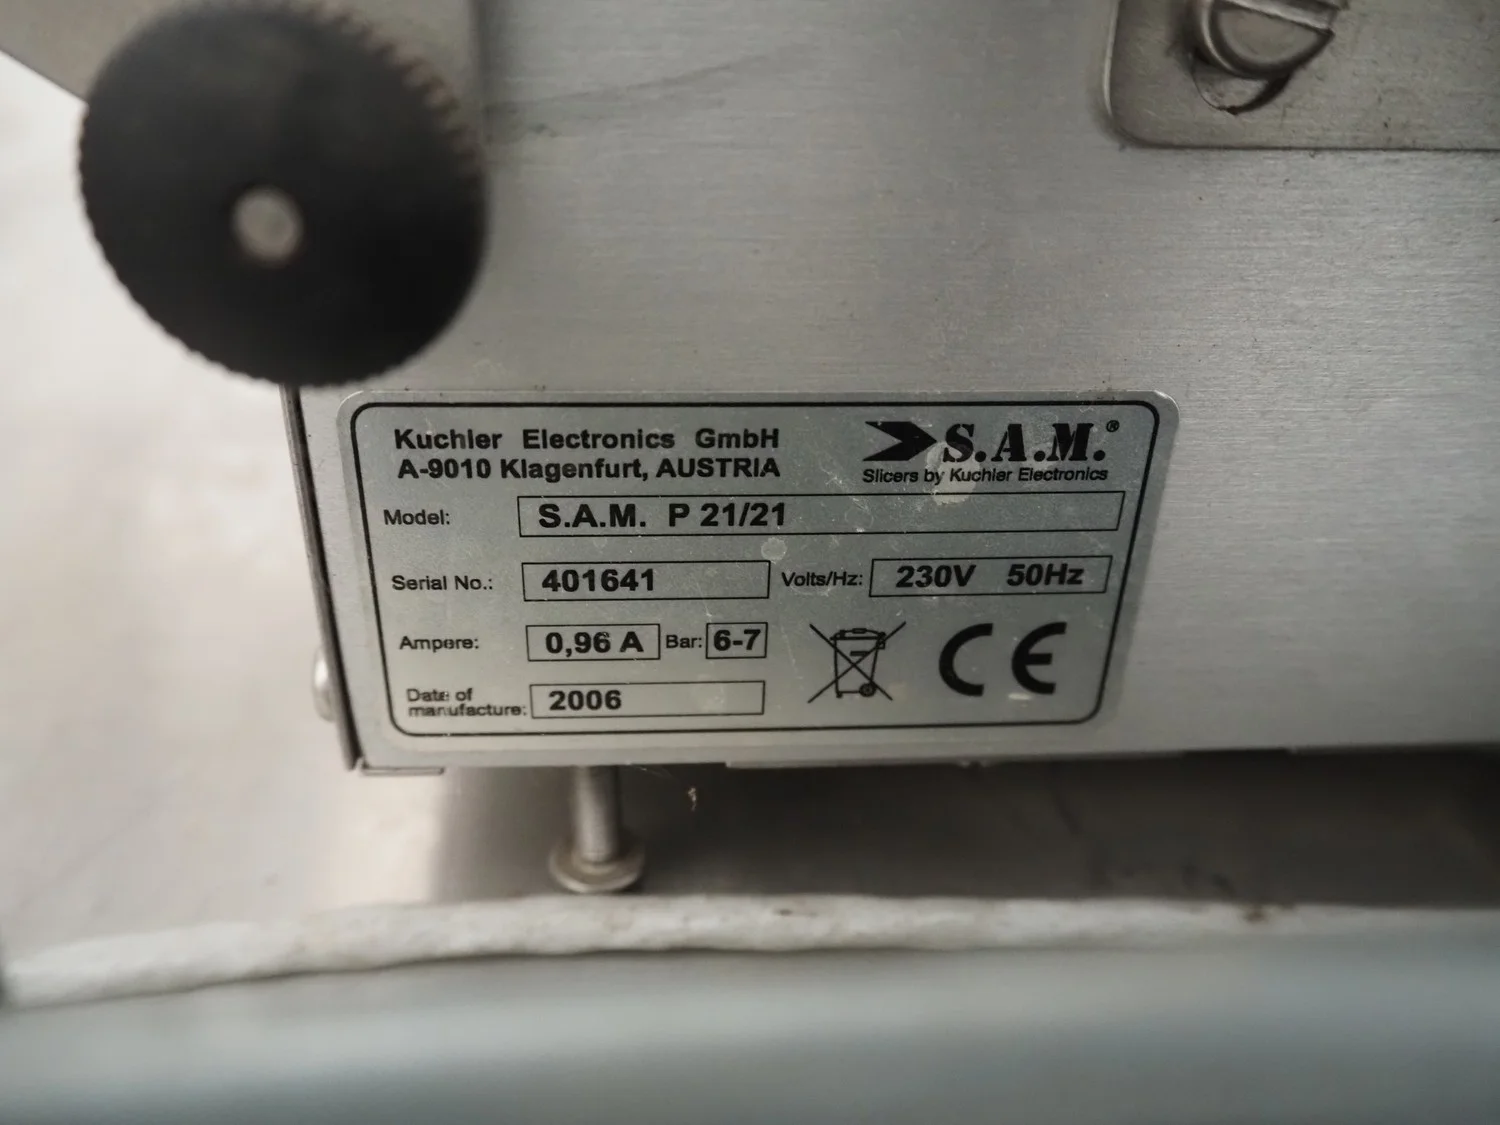 Kuchler Electronics GmbH
A-9010 Klagenfurt, AUSTRIA
S.A.M.®
Slicers by Kuchler Electronics
Model: S.A.M. P 21/21
Serial No.: 401641 Volts/Hz: 230V 50Hz
Ampere: 0,96 A Bar: 6-7
CE
Date of
manufacture: 2006